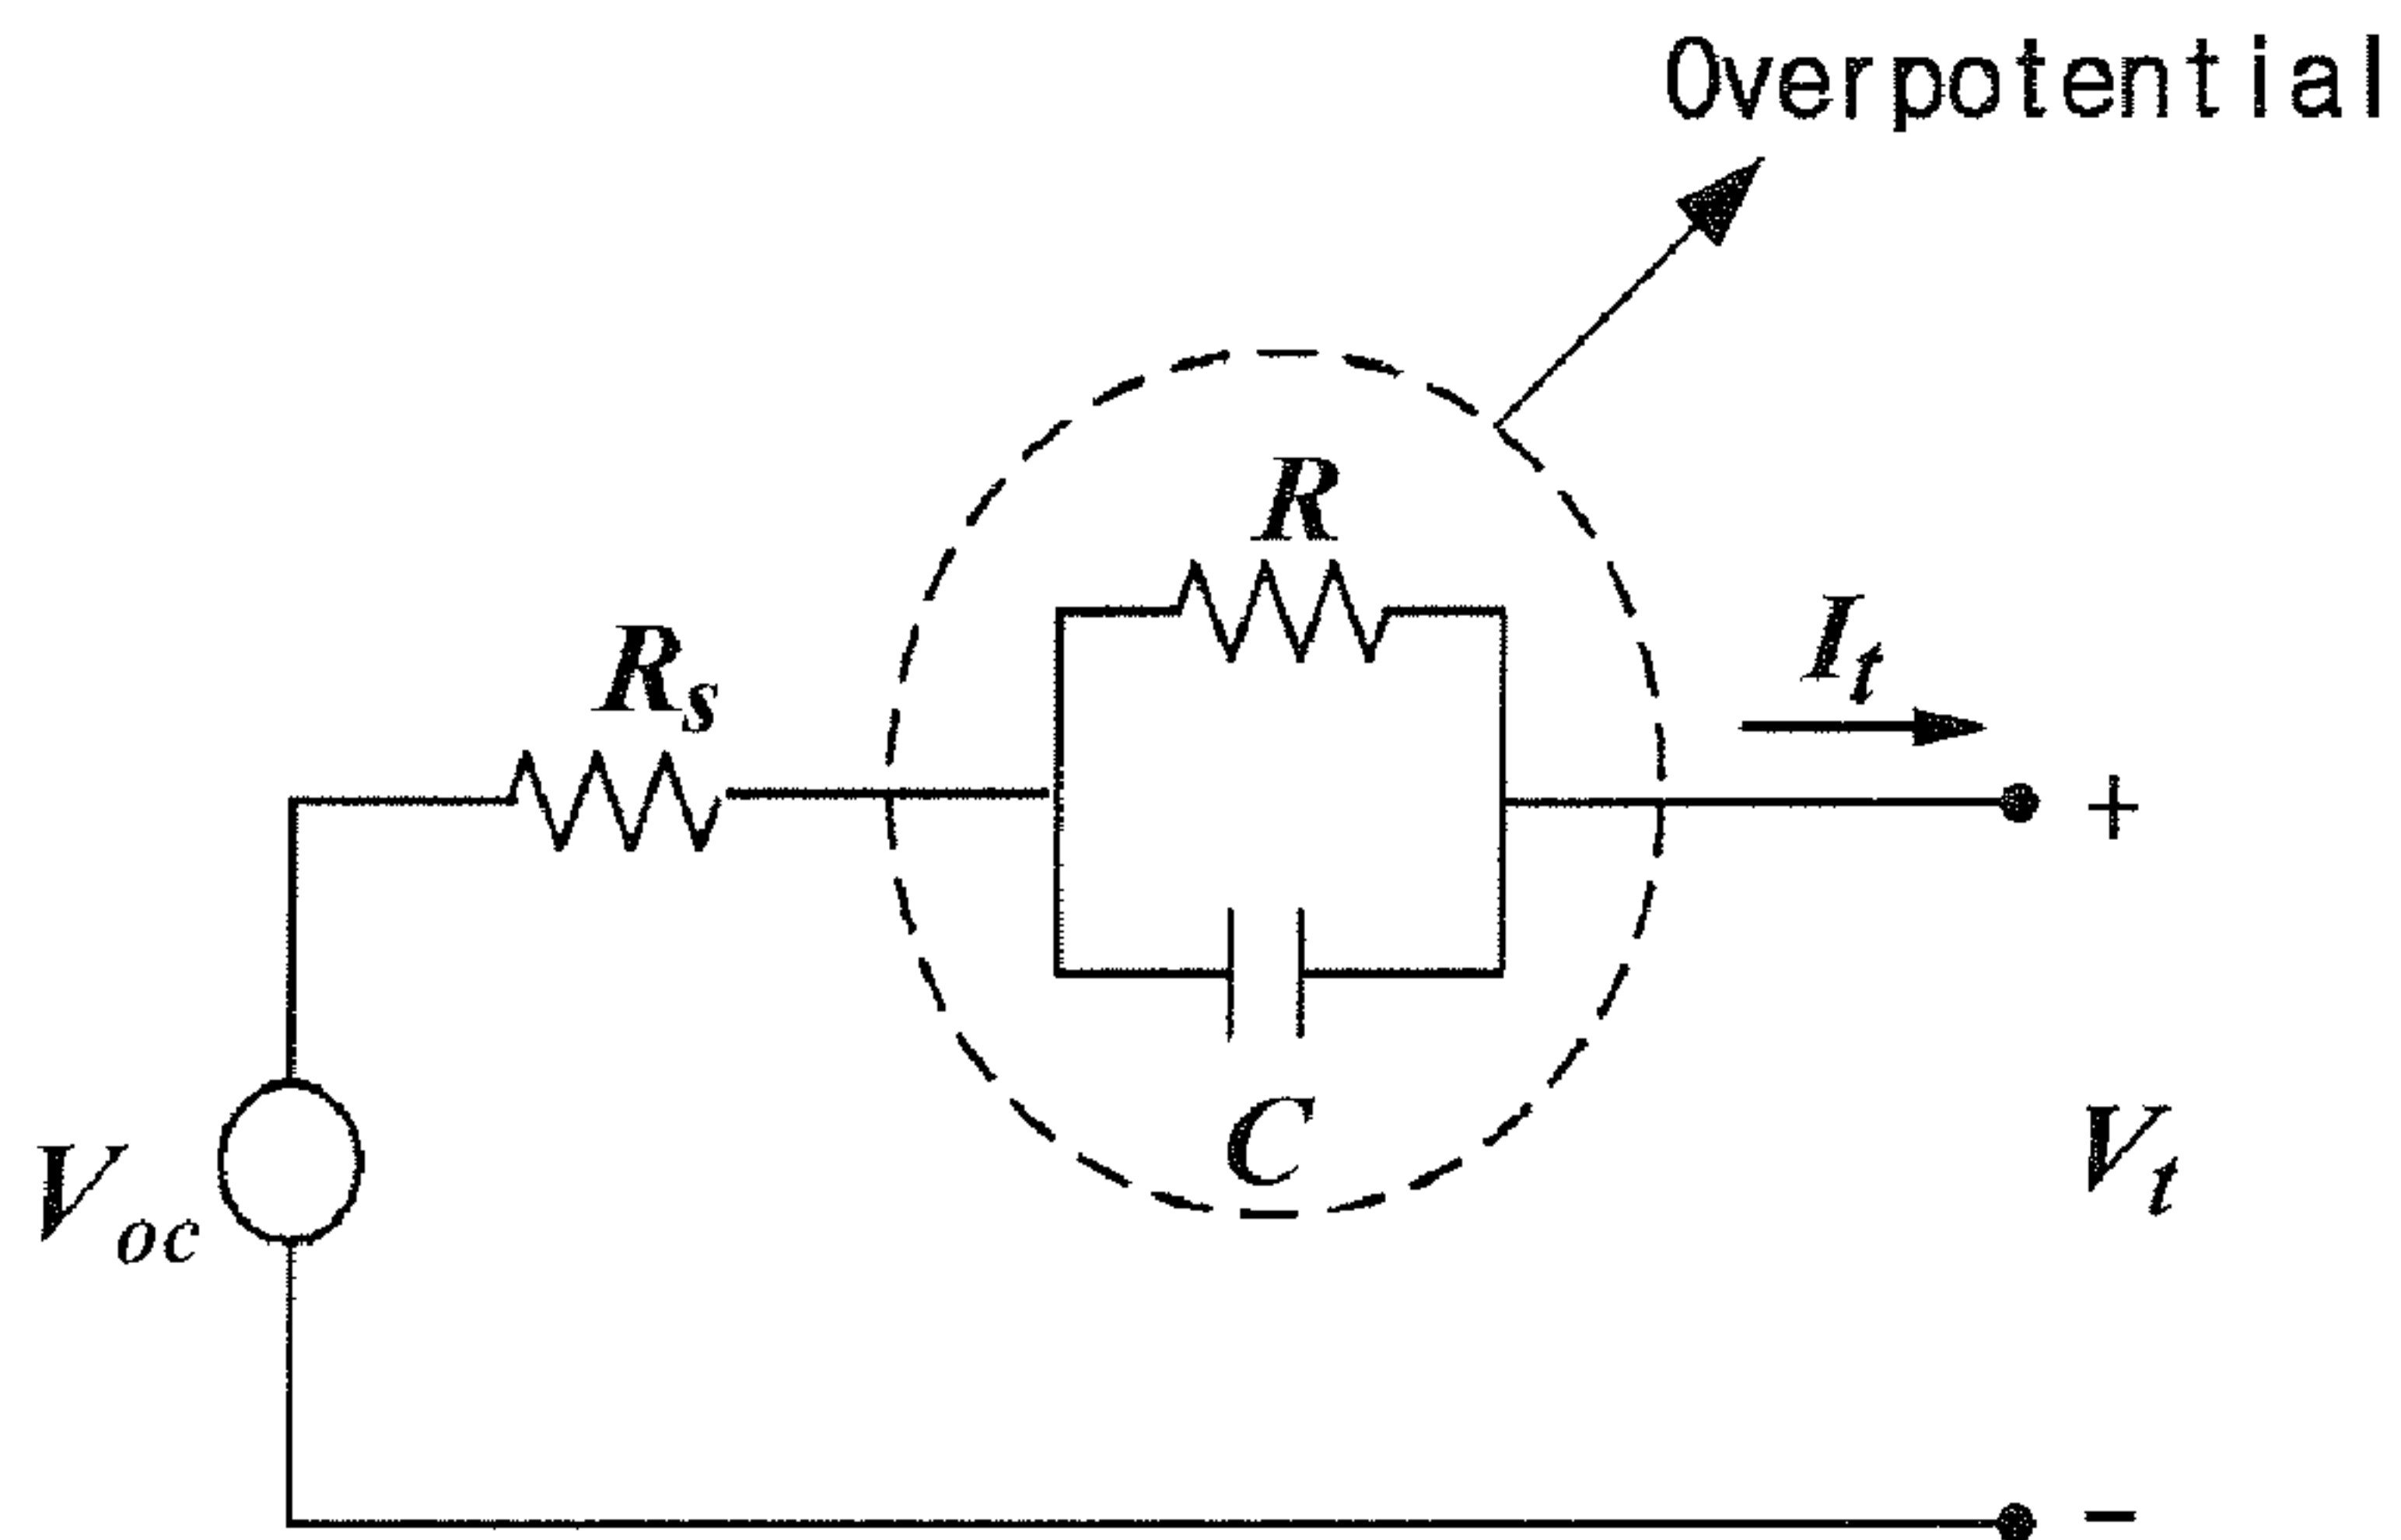 Overpotential
R
Rs
It
+
C
Voc
Vt
−